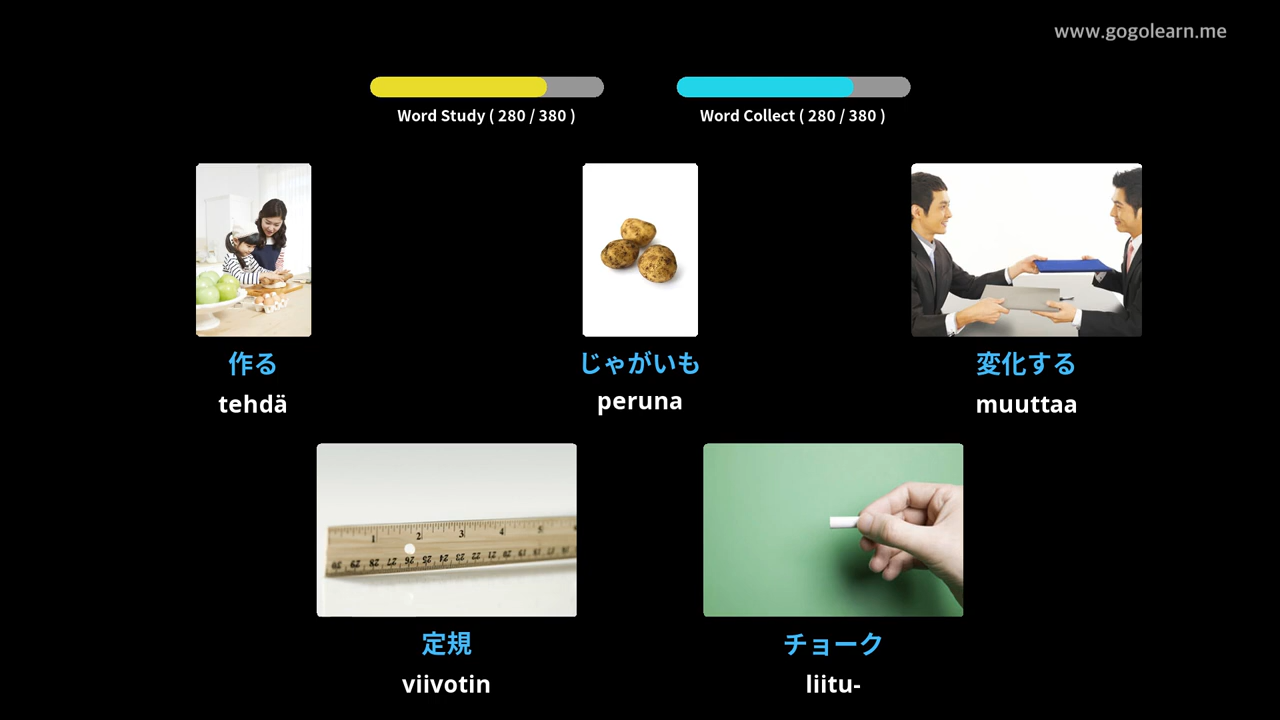 www.gogolearn.me
Word Study ( 280 / 380 )
Word Collect ( 280 / 380 )
作る
tehdä
じゃがいも
peruna
変化する
muuttaa
定規
viivotin
チョーク
liitu-